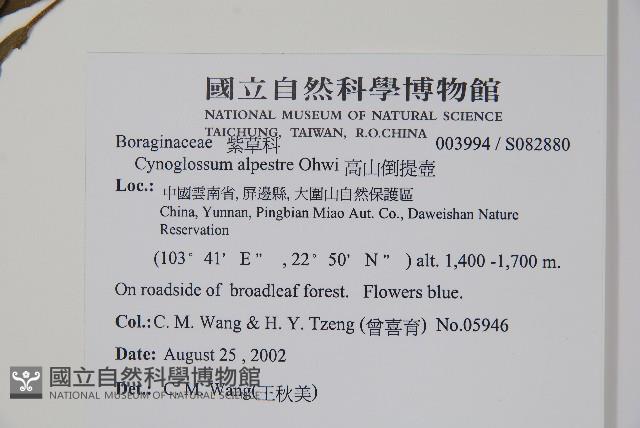 國立自然科學博物館
NATIONAL MUSEUM OF NATURAL SCIENCE
TAICHUNG, TAIWAN, R.O.CHINA
Boraginaceae 紫草科 003994 / S082880
Cynoglossum alpestre Ohwi 高山倒提壺
Loc.: 中國雲南省, 屏邊縣, 大圍山自然保護區
China, Yunnan, Pingbian Miao Aut. Co., Daweishan Nature
Reservation
(103° 41' E" , 22° 50' N" ) alt. 1,400 -1,700 m.
On roadside of broadleaf forest. Flowers blue.
Col.: C. M. Wang & H. Y. Tzeng (曾喜育) No.05946
Date: August 25 , 2002
Det.: C. M. Wang(王秋美)
國立自然科學博物館
NATIONAL MUSEUM OF NATURAL SCIENCE